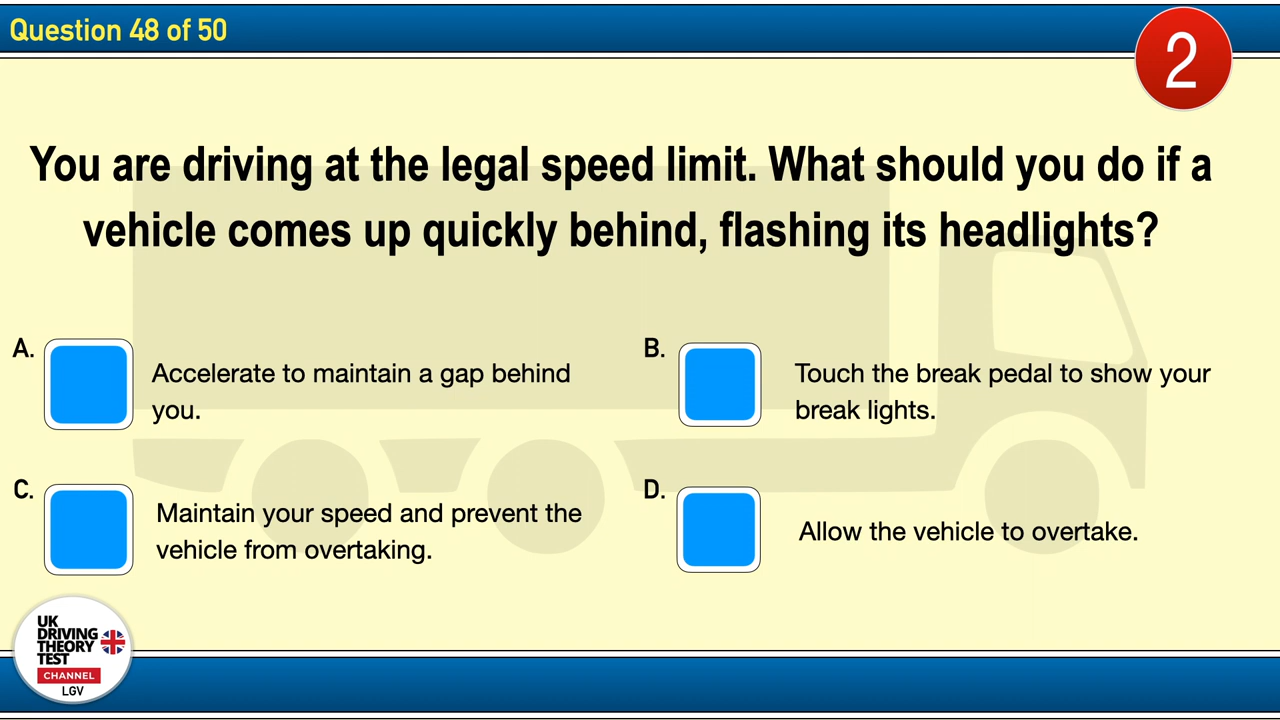 Question 48 of 50
2
You are driving at the legal speed limit. What should you do if a
vehicle comes up quickly behind, flashing its headlights?
A.
Accelerate to maintain a gap behind
you.
B.
Touch the break pedal to show your
break lights.
C.
Maintain your speed and prevent the
vehicle from overtaking.
D.
Allow the vehicle to overtake.
UK
DRIVING
THEORY
TEST
CHANNEL
LGV